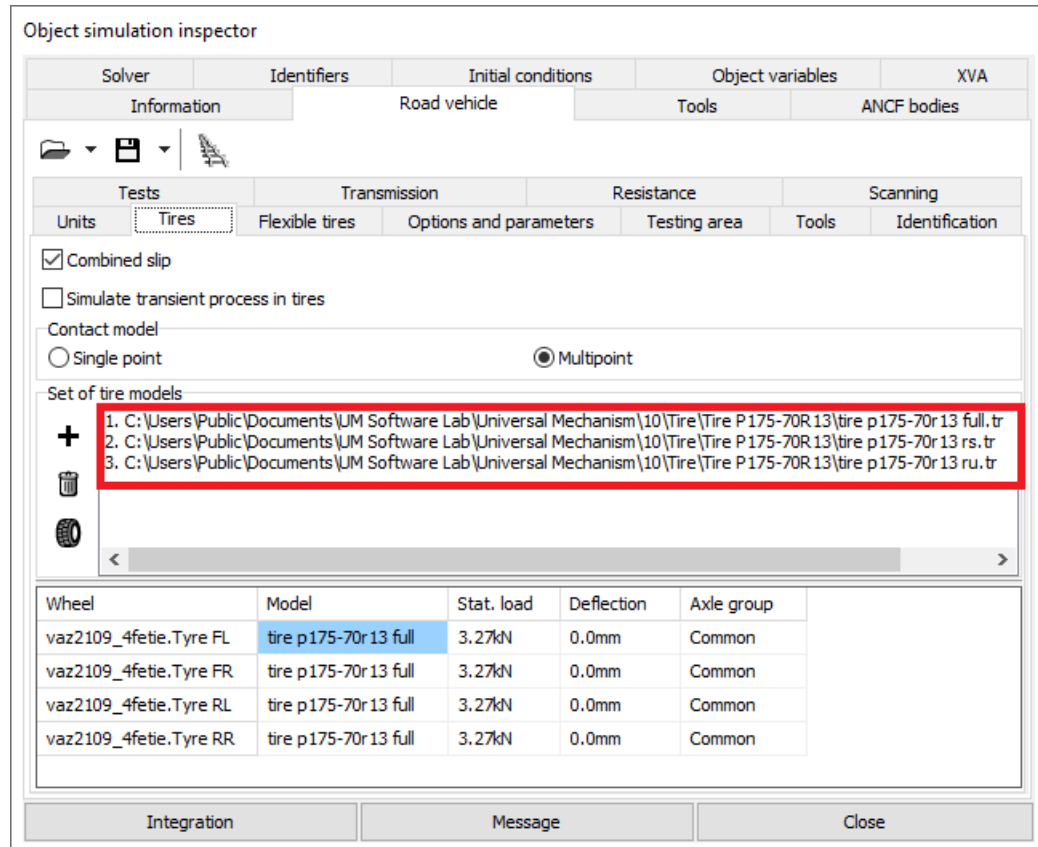 Object simulation inspector
Solver Identifiers Initial conditions Object variables XVA
Information Road vehicle Tools ANCF bodies
Tests Transmission Resistance Scanning
Units Tires Flexible tires Options and parameters Testing area Tools Identification
Combined slip
Simulate transient process in tires
Contact model
Single point Multipoint
Set of tire models
1. C:\Users\Public\Documents\UM Software Lab\Universal Mechanism\10\Tire\Tire P175-70R13\tire p175-70r13 full.tr
2. C:\Users\Public\Documents\UM Software Lab\Universal Mechanism\10\Tire\Tire P175-70R13\tire p175-70r13 rs.tr
3. C:\Users\Public\Documents\UM Software Lab\Universal Mechanism\10\Tire\Tire P175-70R13\tire p175-70r13 ru.tr
Wheel Model Stat. load Deflection Axle group
vaz2109_4fetie.Tyre FL tire p175-70r13 full 3.27kN 0.0mm Common
vaz2109_4fetie.Tyre FR tire p175-70r13 full 3.27kN 0.0mm Common
vaz2109_4fetie.Tyre RL tire p175-70r13 full 3.27kN 0.0mm Common
vaz2109_4fetie.Tyre RR tire p175-70r13 full 3.27kN 0.0mm Common
Integration Message Close